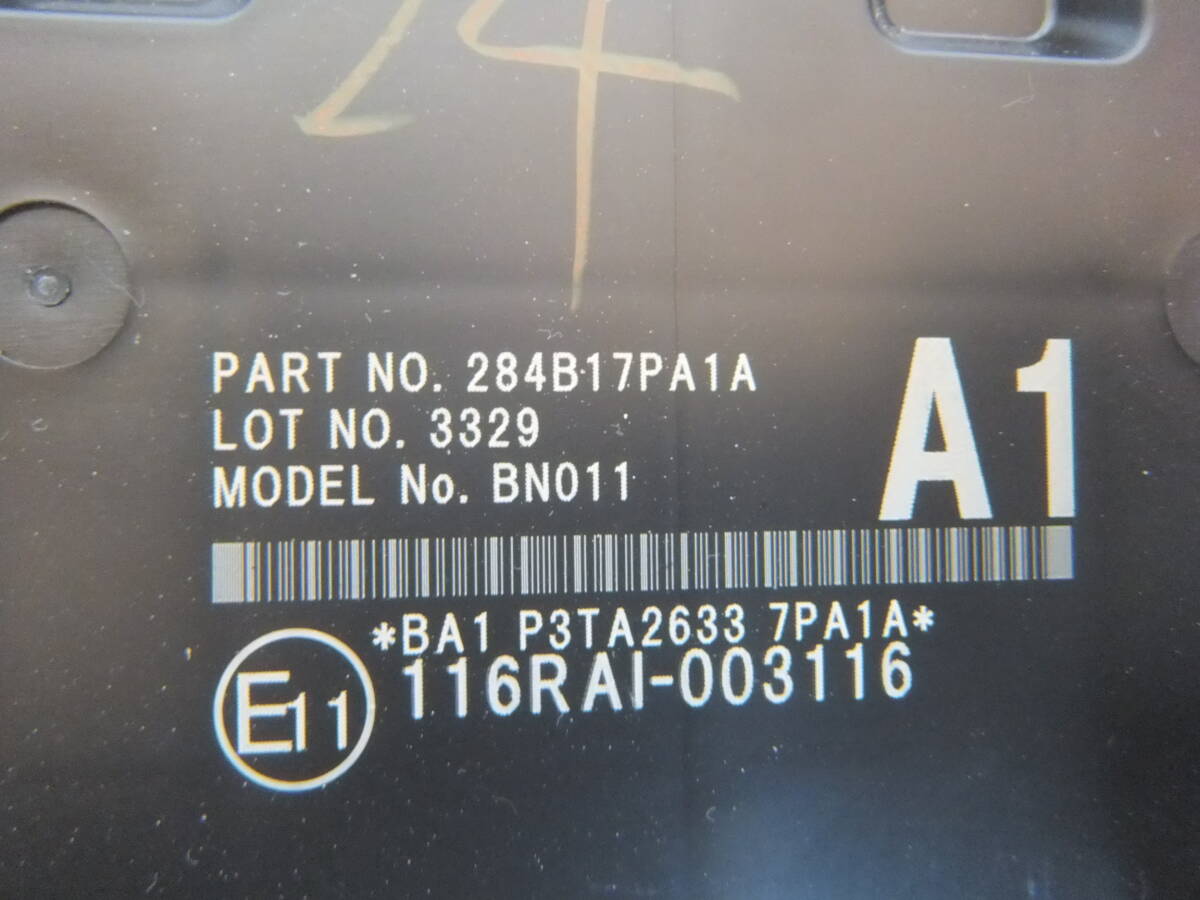 24
PART NO. 284B17PA1A
LOT NO. 3329
MODEL No. BN011
A1
*BA1 P3TA2633 7PA1A*
E11
116RAI-003116